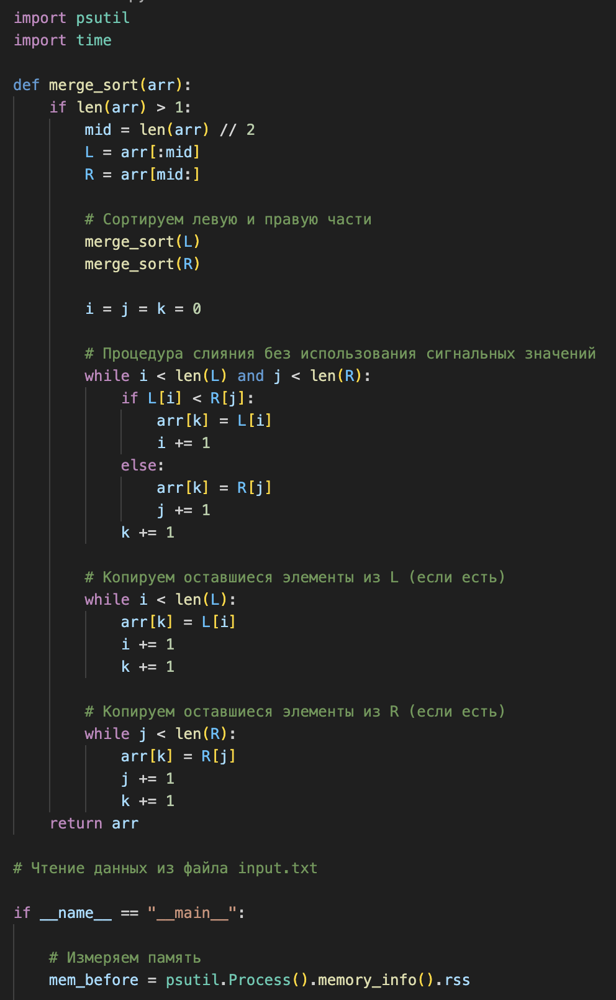 import psutil
import time
def merge_sort(arr):
    if len(arr) > 1:
        mid = len(arr) // 2
        L = arr[:mid]
        R = arr[mid:]
        # Сортируем левую и правую части
        merge_sort(L)
        merge_sort(R)
        i = j = k = 0
        # Процедура слияния без использования сигнальных значений
        while i < len(L) and j < len(R):
            if L[i] < R[j]:
                arr[k] = L[i]
                i += 1
            else:
                arr[k] = R[j]
                j += 1
            k += 1
        # Копируем оставшиеся элементы из L (если есть)
        while i < len(L):
            arr[k] = L[i]
            i += 1
            k += 1
        # Копируем оставшиеся элементы из R (если есть)
        while j < len(R):
            arr[k] = R[j]
            j += 1
            k += 1
    return arr
# Чтение данных из файла input.txt
if __name__ == "__main__":
    # Измеряем память
    mem_before = psutil.Process().memory_info().rss